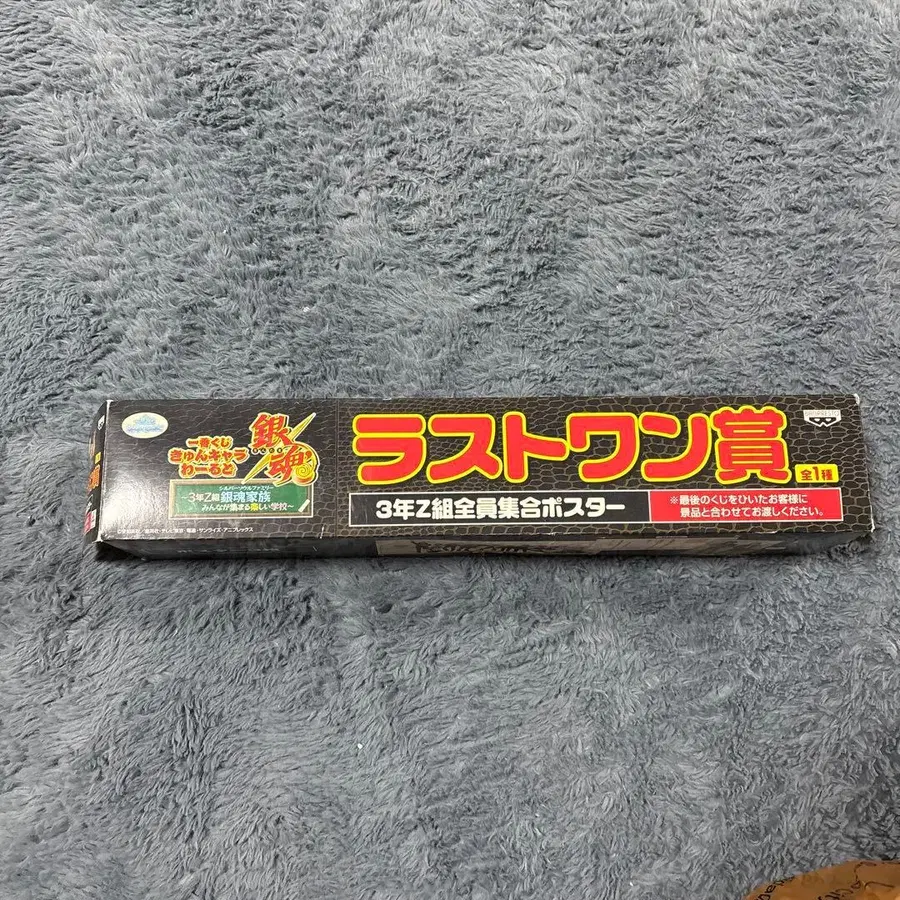 一番くじ
きゅんキャラ
わーるど
銀魂
シルバーソウルファミリー
～3年Z組 銀魂家族
みんなが集まる楽しい学校～
ラストワン賞
全1種
3年Z組全員集合ポスター
※最後のくじをひいたお客様に
景品と合わせてお渡しください。
BANPRESTO